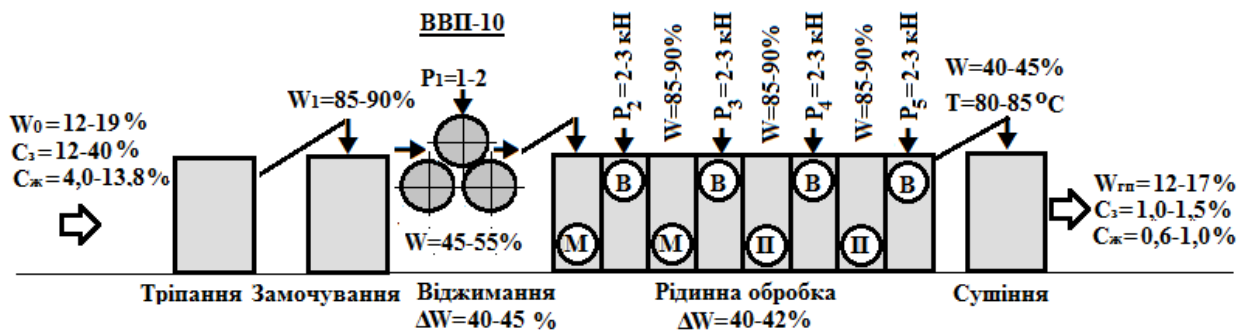 ВВП-10
P₁=1-2
W₀=12-19 %
Cз=12-40 %
Cж=4,0-13,8%
W₁=85-90%
W=45-55%
P₂=2-3 кН
W=85-90%
P₃=2-3 кН
W=85-90%
P₄=2-3 кН
W=85-90%
P₅=2-3 кН
W=40-45%
T=80-85 ⁰C
В
В
В
В
М
М
П
П
Wгп=12-17%
Cз=1,0-1,5%
Cж=0,6-1,0%
Тріпання Замочування Віджимання Рідинна обробка Сушіння
ΔW=40-45 % ΔW=40-42%